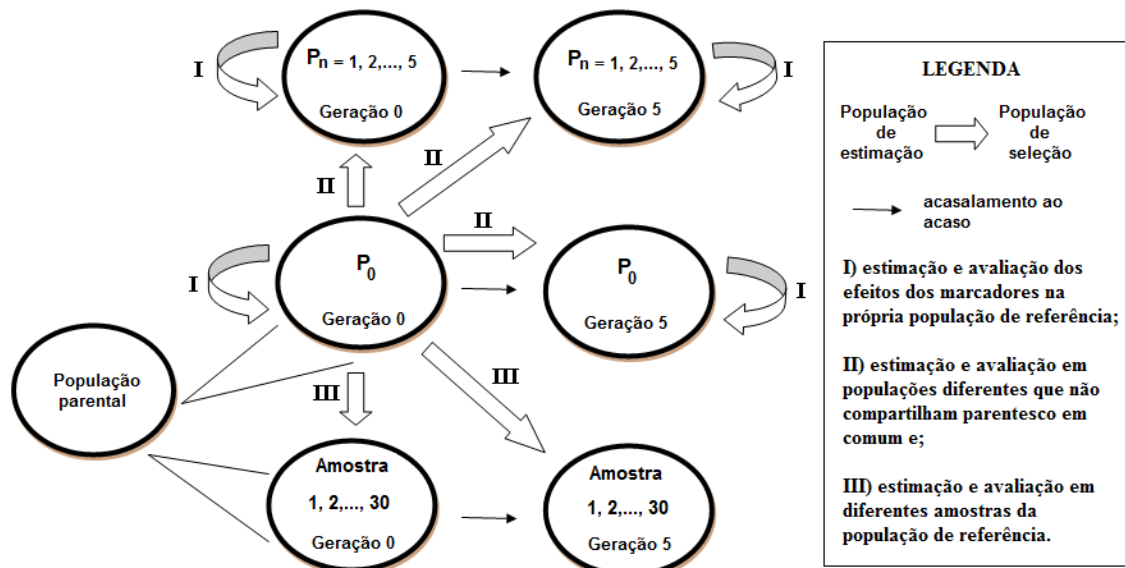 I
Pn = 1, 2,..., 5
Geração 0
Pn = 1, 2,..., 5
Geração 5
I
II
II
I
P0
Geração 0
II
P0
Geração 5
I
População
parental
III
III
Amostra
1, 2,..., 30
Geração 0
Amostra
1, 2,..., 30
Geração 5
LEGENDA
População
de
estimação
População
de
seleção
acasalamento ao
acaso
I) estimação e avaliação dos
efeitos dos marcadores na
própria população de referência;
II) estimação e avaliação em
populações diferentes que não
compartilham parentesco em
comum e;
III) estimação e avaliação em
diferentes amostras da
população de referência.